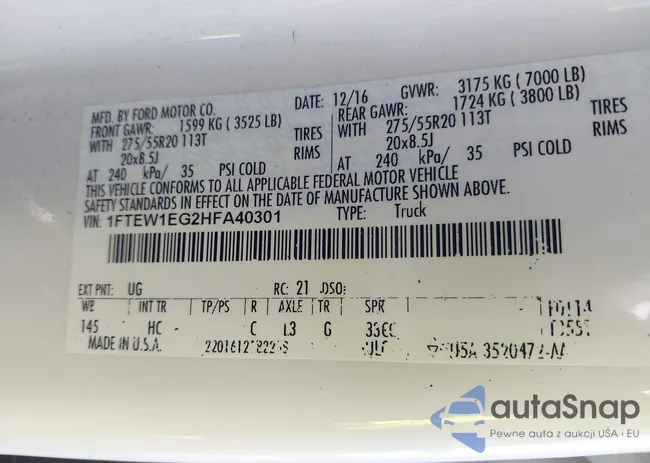 MFD. BY FORD MOTOR CO. DATE: 12/16 GVWR: 3175 KG ( 7000 LB)
FRONT GAWR: 1599 KG ( 3525 LB) REAR GAWR: 1724 KG ( 3800 LB)
WITH 275/55R20 113T TIRES WITH 275/55R20 113T TIRES
20x8.5J RIMS 20x8.5J RIMS
AT 240 kPa/ 35 PSI COLD AT 240 kPa/ 35 PSI COLD
THIS VEHICLE CONFORMS TO ALL APPLICABLE FEDERAL MOTOR VEHICLE
SAFETY STANDARDS IN EFFECT ON THE DATE OF MANUFACTURE SHOWN ABOVE.
VIN: 1FTEW1EG2HFA40301 TYPE: Truck
EXT PNT: UG RC: 21 DSO:
WB INT TR TP/PS R AXLE TR SPR
145 HC C L3 G
MADE IN U.S.A.
autaSnap
Pewne auta z aukcji USA i EU